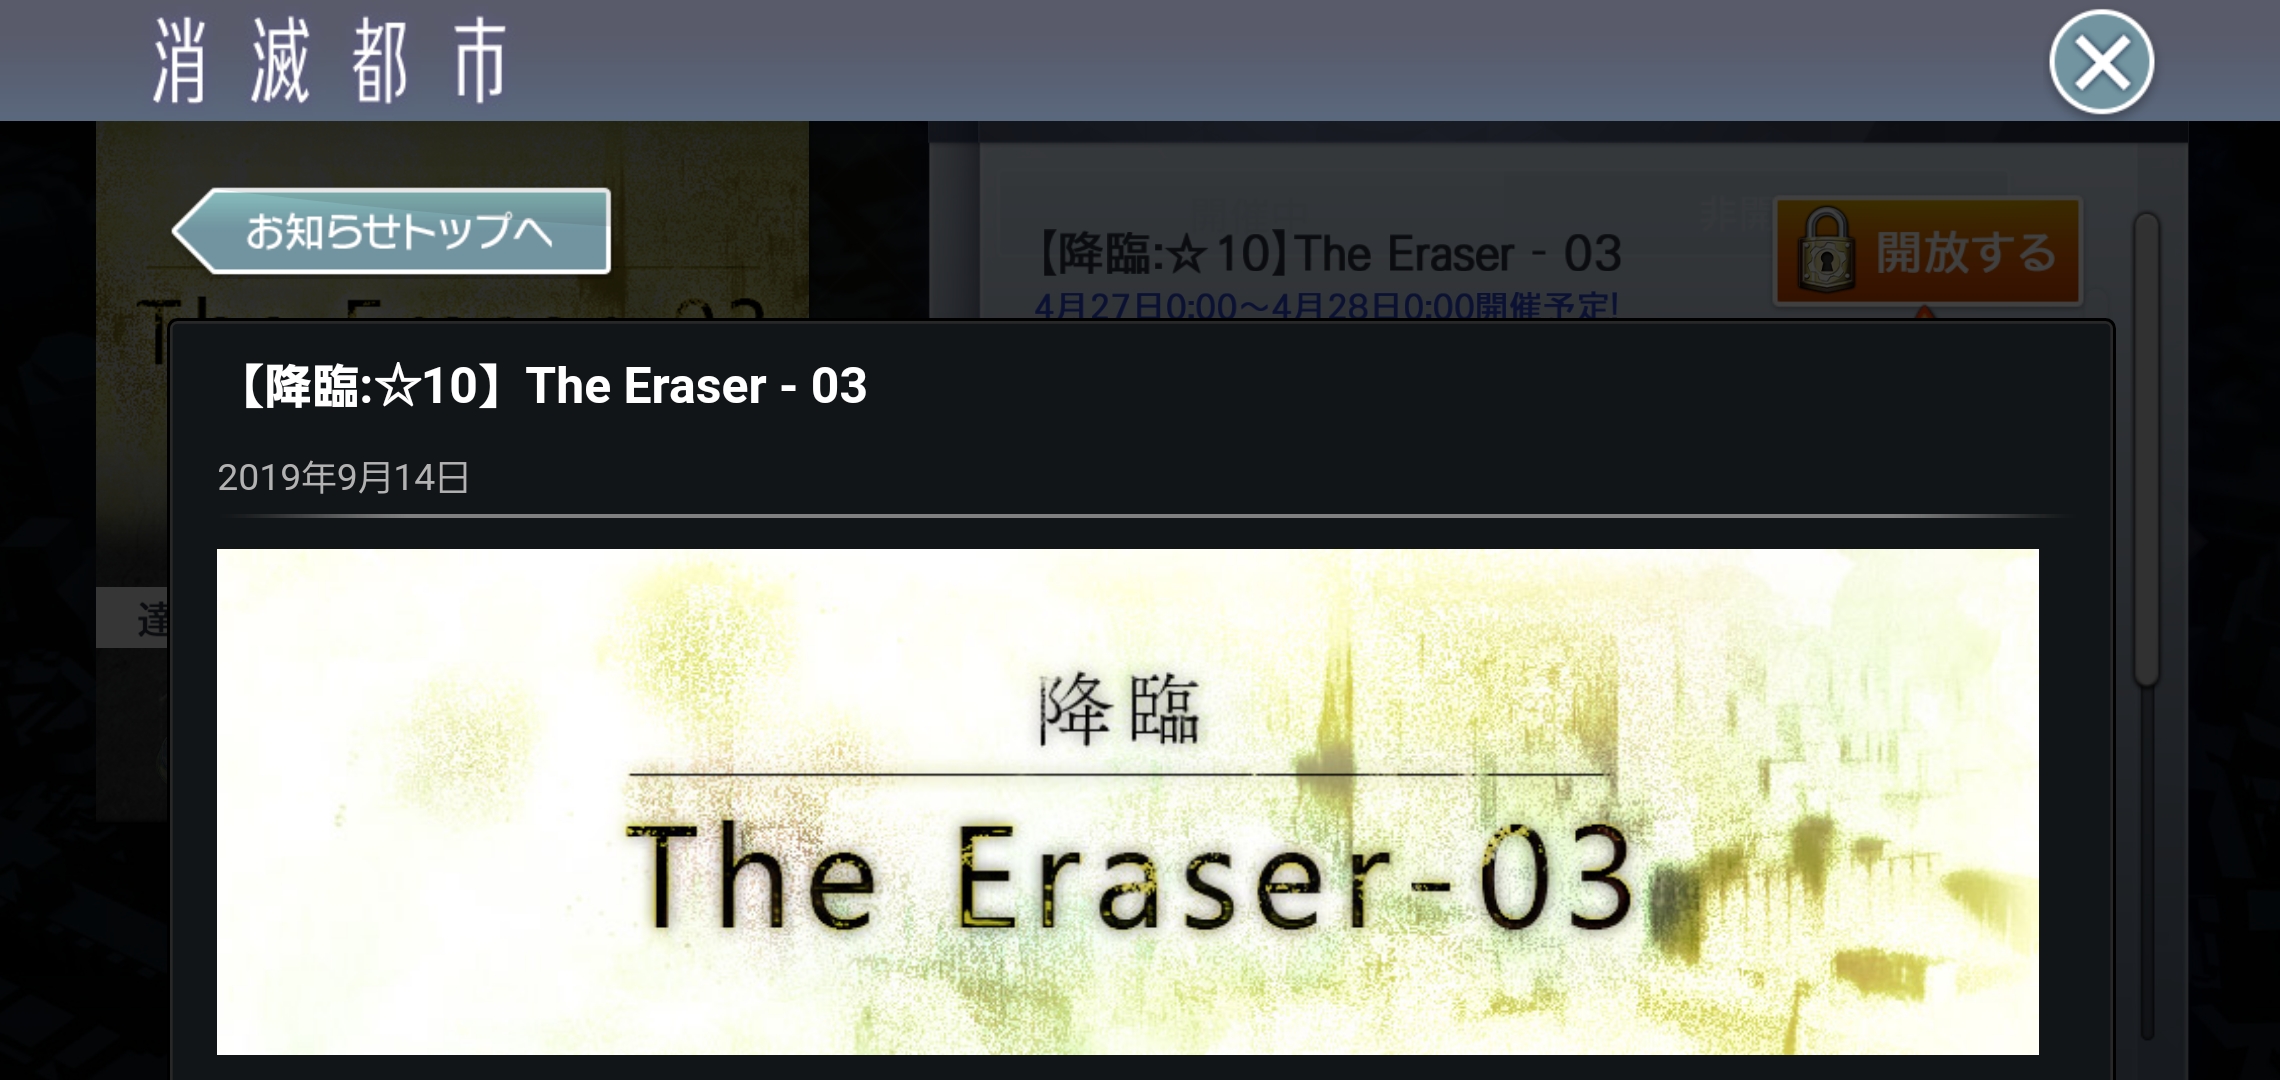 消滅都市
お知らせトップへ
【降臨:☆10】The Eraser - 03
開放する
4月27日0:00～4月28日0:00開催予定!
【降臨:☆10】The Eraser - 03
2019年9月14日
降臨
The Eraser-03